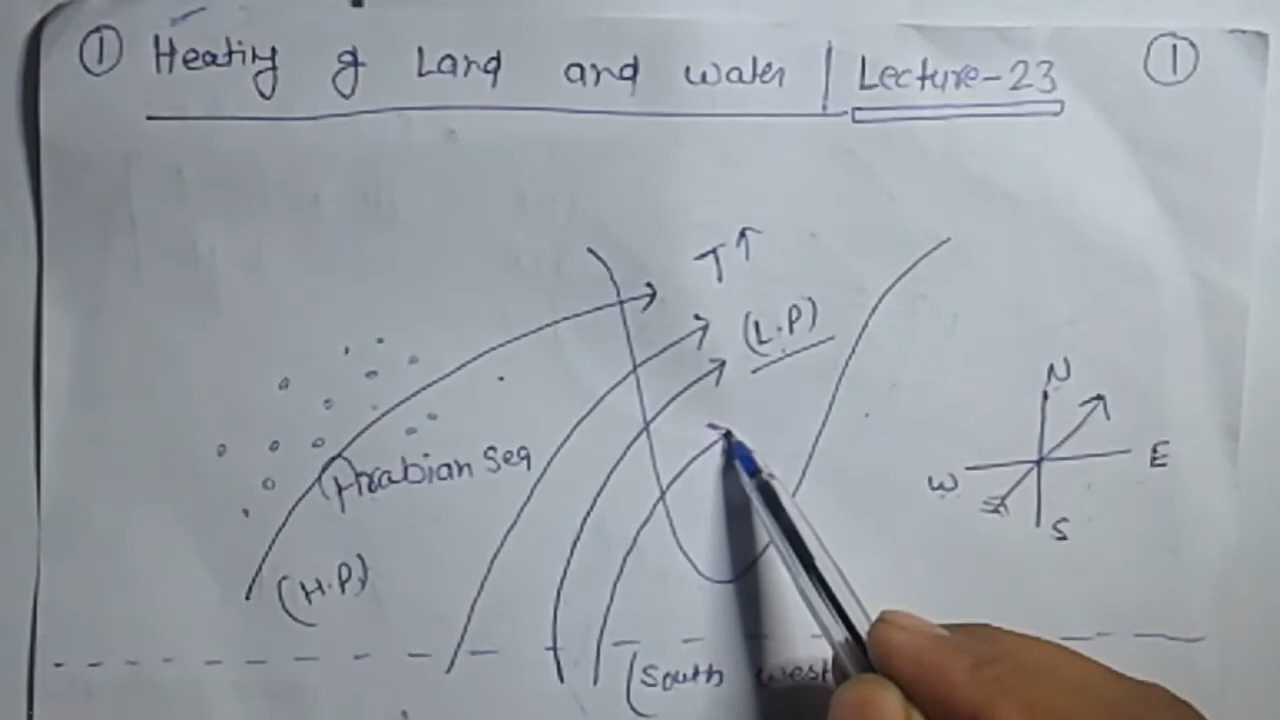 ① Heating of Land and water | Lecture-23 ①
T↑
(L.P)
N
Arabian Sea
W E
S
(H.P)
(South West